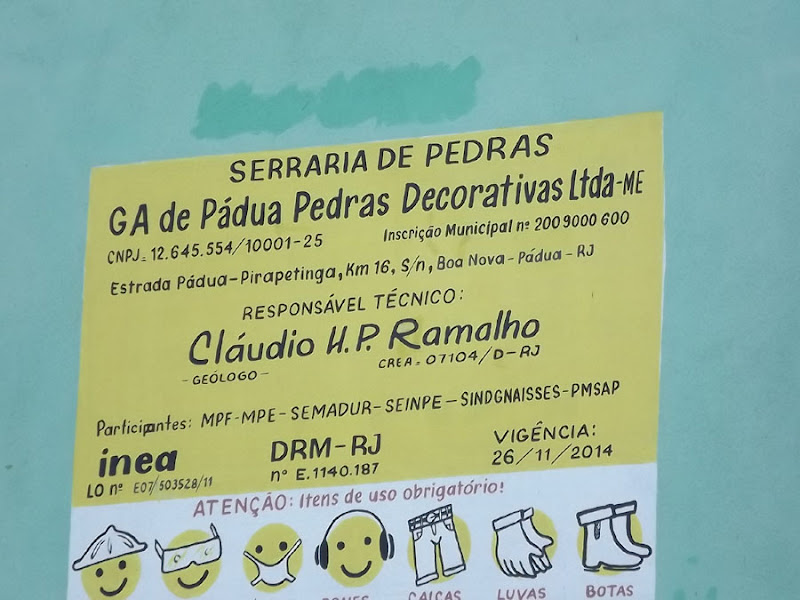 SERRARIA DE PEDRAS
GA de Pádua Pedras Decorativas Ltda-ME
CNPJ= 12.645.554/10001-25 Inscrição Municipal nº 2009000 600
Estrada Pádua-Pirapetinga, Km 16, S/n, Boa Nova-Pádua-RJ
RESPONSÁVEL TÉCNICO:
Cláudio H.P. Ramalho
-GEÓLOGO- CREA= 07104/D-RJ
Participantes: MPF-MPE-SEMADUR-SEINPE-SINDGNAISSES-PMSAP
inea DRM-RJ VIGÊNCIA:
LO nº E07/503528/11 nº E.1140.187 26/11/2014
ATENÇÃO: Itens de uso obrigatório!
CALÇAS LUVAS BOTAS